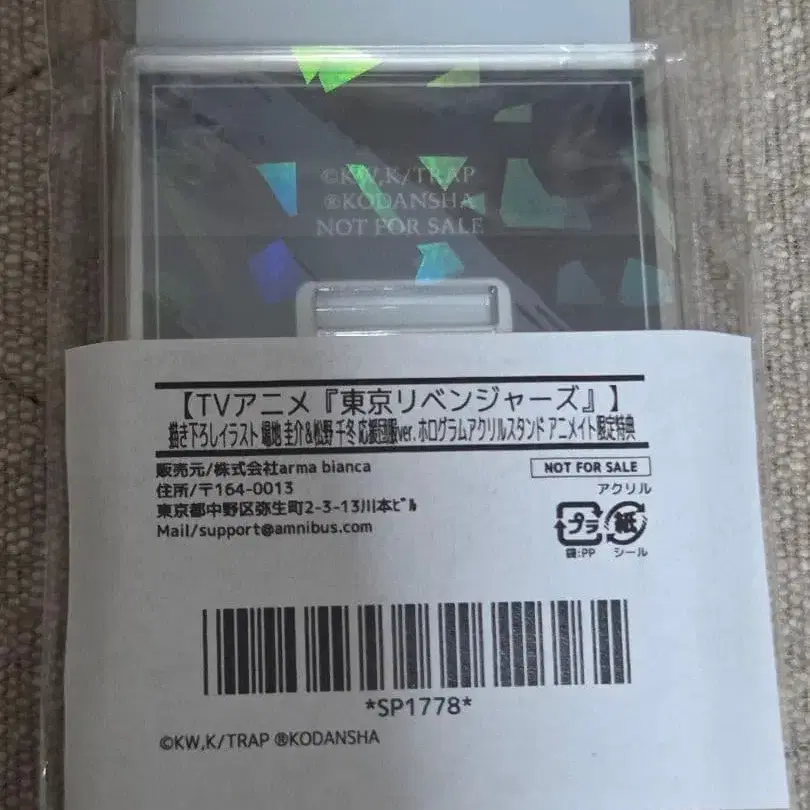 ©KW,K/TRAP
®KODANSHA
NOT FOR SALE
【TVアニメ『東京リベンジャーズ』】
描き下ろしイラスト 場地 圭介&松野 千冬 応援団服ver. ホログラムアクリルスタンド アニメイト限定特典
販売元/株式会社arma bianca
NOT FOR SALE
住所/〒164-0013
アクリル
東京都中野区弥生町2-3-13川本ビル
プラ 紙
Mail/support@amnibus.com
袋:PP シール
*SP1778*
©KW,K/TRAP ®KODANSHA